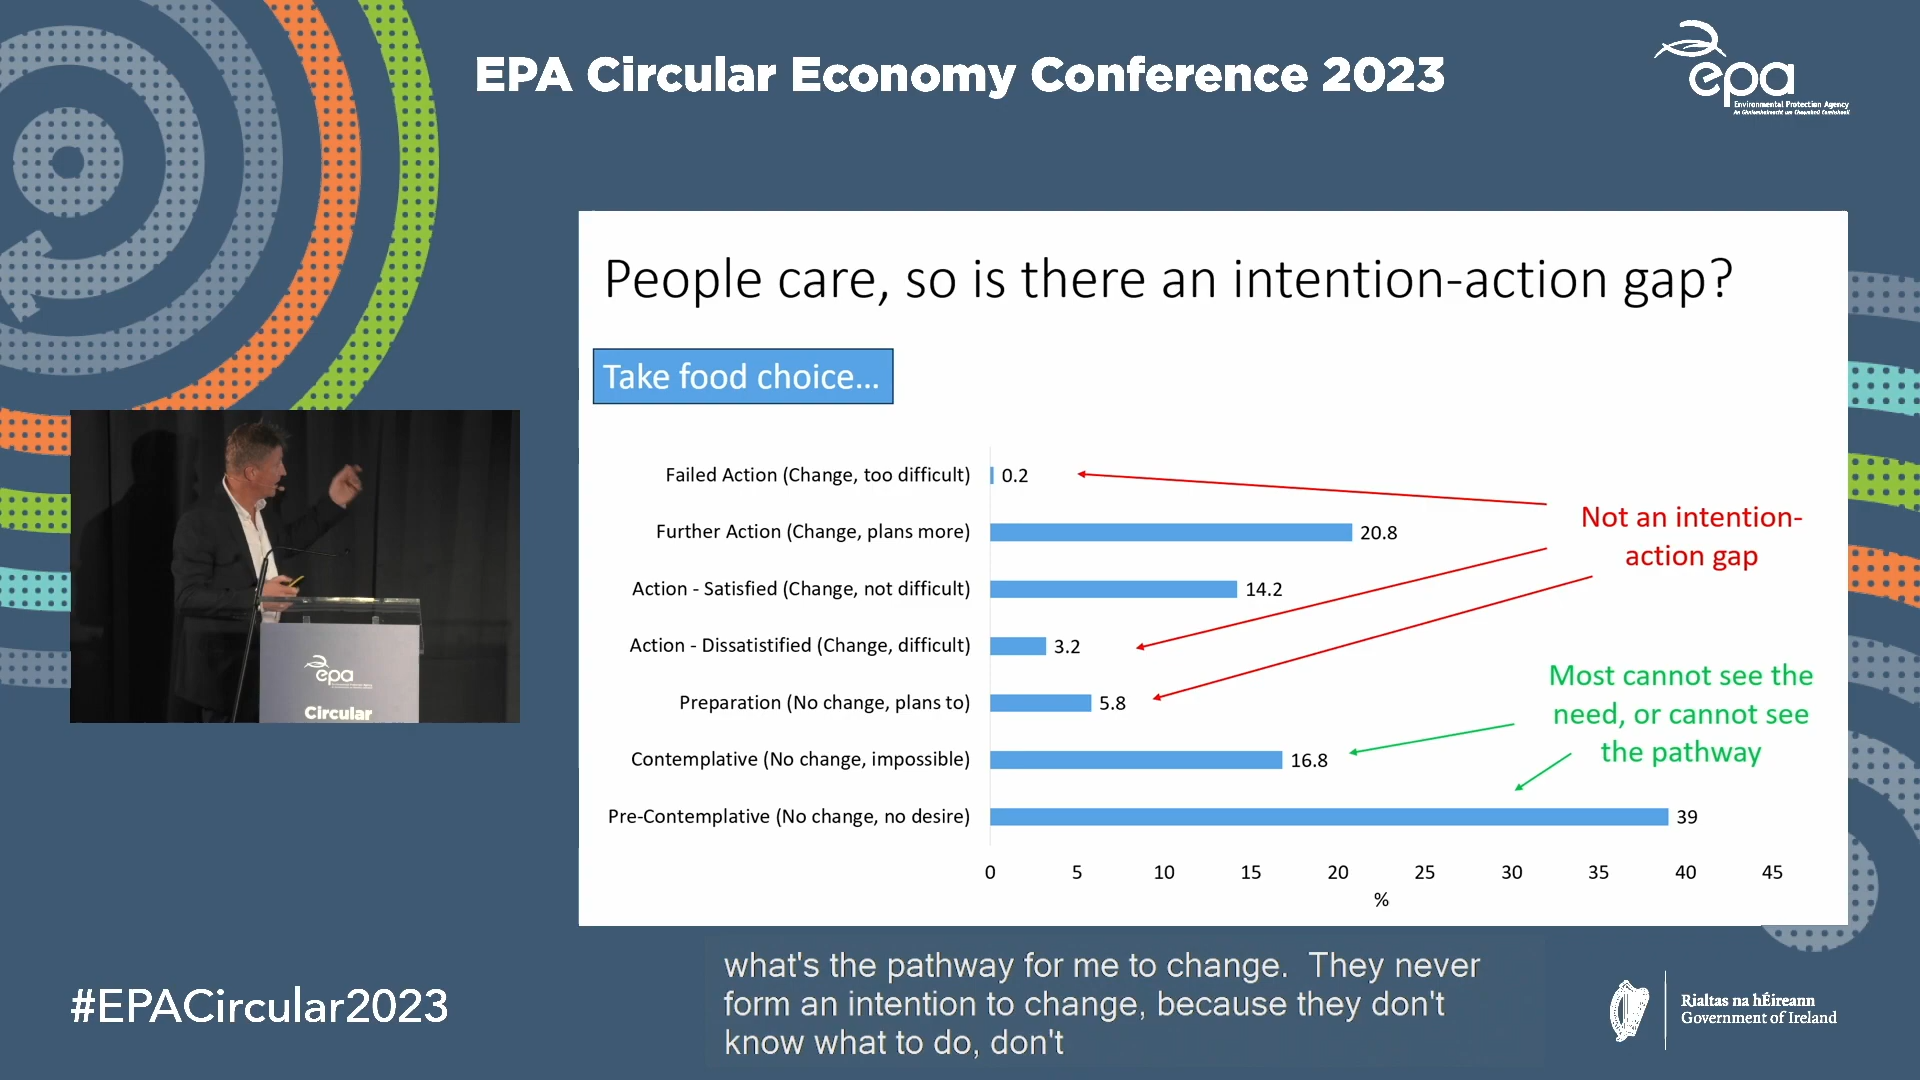 EPA Circular Economy Conference 2023
epa
Environmental Protection Agency
An Ghníomhaireacht um Chaomhnú Comhshaoil
People care, so is there an intention-action gap?
Take food choice...
Failed Action (Change, too difficult)
0.2
Further Action (Change, plans more)
20.8
Action - Satisfied (Change, not difficult)
14.2
Action - Dissatistified (Change, difficult)
3.2
Preparation (No change, plans to)
5.8
Contemplative (No change, impossible)
16.8
Pre-Contemplative (No change, no desire)
39
0 5 10 15 20 25 30 35 40 45
%
Not an intention-
action gap
Most cannot see the
need, or cannot see
the pathway
epa
Circular
#EPACircular2023
what's the pathway for me to change. They never
form an intention to change, because they don't
know what to do, don't
Rialtas na hÉireann
Government of Ireland